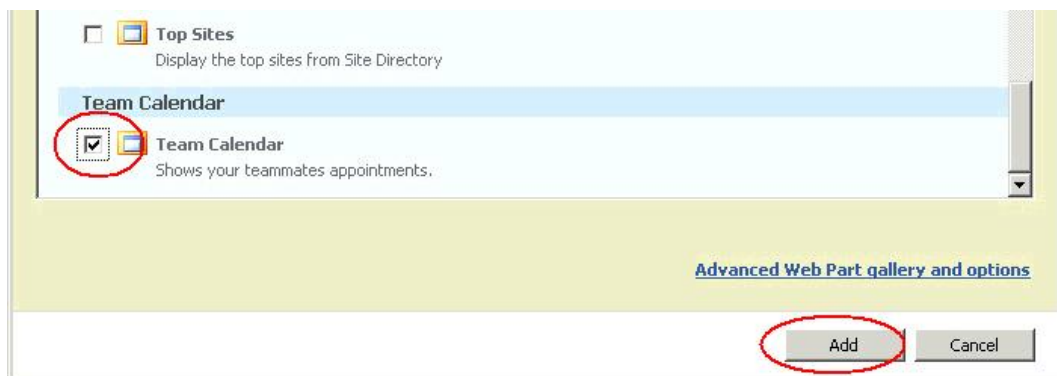 Top Sites
Display the top sites from Site Directory
Team Calendar
Team Calendar
Shows your teammates appointments.
Advanced Web Part gallery and options
Add
Cancel